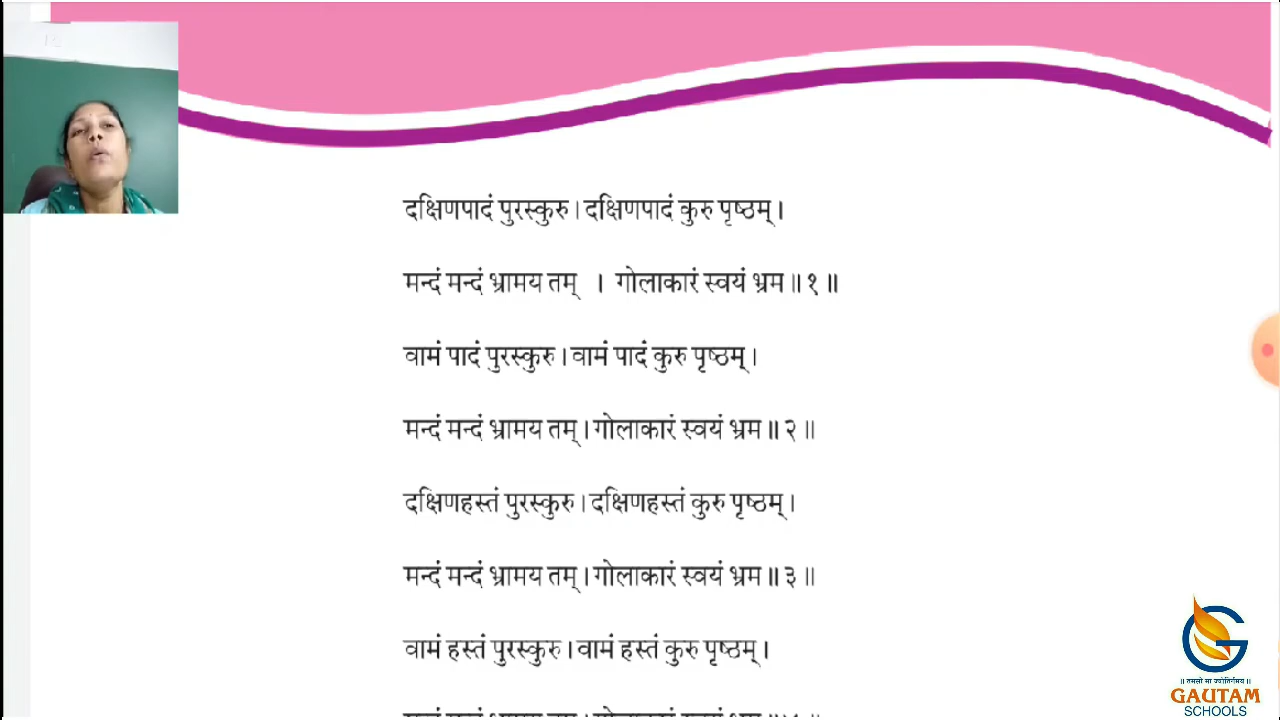 दक्षिणपादं पुरस्कुरु । दक्षिणपादं कुरु पृष्ठम् ।
मन्दं मन्दं भ्रामय तम् । गोलाकारं स्वयं भ्रम ॥ १ ॥
वामं पादं पुरस्कुरु । वामं पादं कुरु पृष्ठम् ।
मन्दं मन्दं भ्रामय तम् । गोलाकारं स्वयं भ्रम ॥ २ ॥
दक्षिणहस्तं पुरस्कुरु । दक्षिणहस्तं कुरु पृष्ठम् ।
मन्दं मन्दं भ्रामय तम् । गोलाकारं स्वयं भ्रम ॥ ३ ॥
वामं हस्तं पुरस्कुरु । वामं हस्तं कुरु पृष्ठम् ।
॥ तमसो मा ज्योतिर्गमय ॥
GAUTAM
SCHOOLS